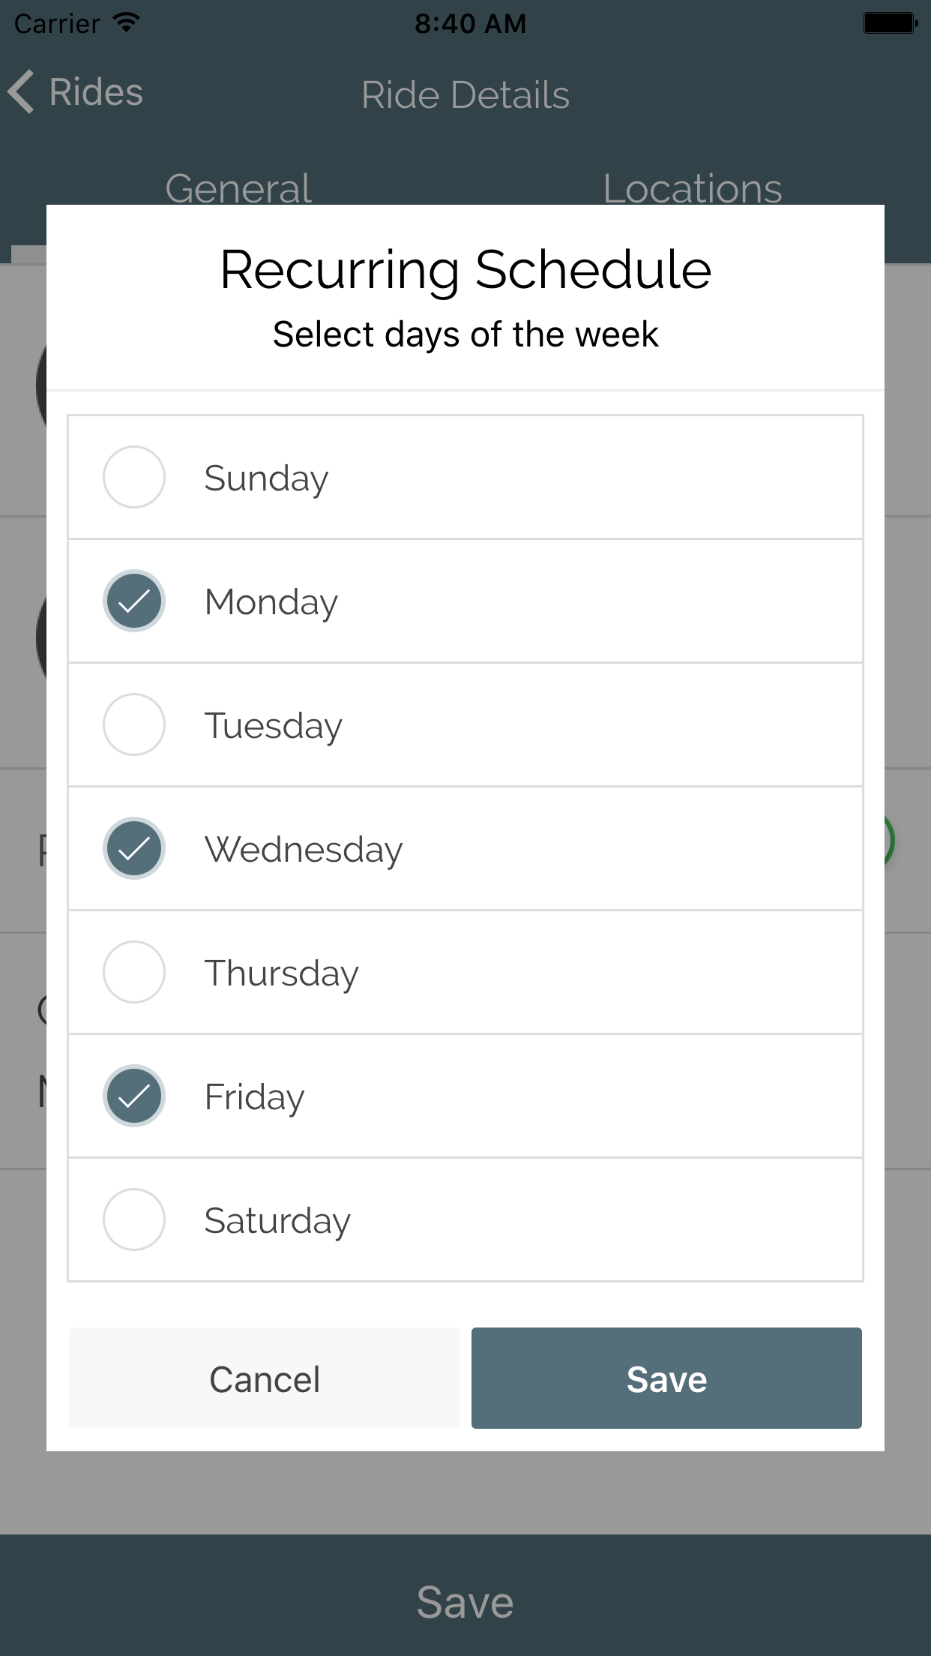 Carrier 8:40 AM
Rides Ride Details
General Locations
Recurring Schedule
Select days of the week
Sunday
Monday
Tuesday
Wednesday
Thursday
Friday
Saturday
Cancel Save
Save